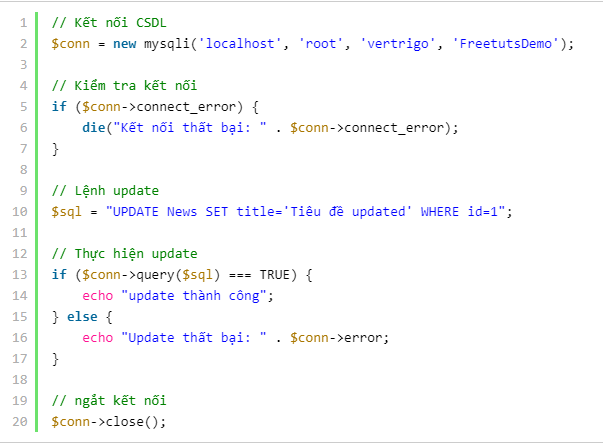 1 // Kết nối CSDL
2 $conn = new mysqli('localhost', 'root', 'vertrigo', 'FreetutsDemo');
3
4 // Kiểm tra kết nối
5 if ($conn->connect_error) {
6     die("Kết nối thất bại: " . $conn->connect_error);
7 }
8
9 // Lệnh update
10 $sql = "UPDATE News SET title='Tiêu đề updated' WHERE id=1";
11
12 // Thực hiện update
13 if ($conn->query($sql) === TRUE) {
14     echo "update thành công";
15 } else {
16     echo "Update thất bại: " . $conn->error;
17 }
18
19 // ngắt kết nối
20 $conn->close();